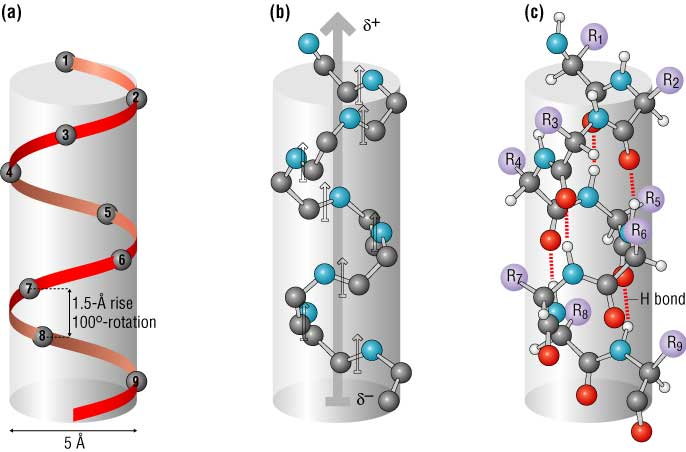 (a)
1
2
3
4
5
6
7
1.5-Å rise
100º-rotation
8
9
5 Å
(b)
δ+
δ–
(c)
R1
R2
R3
R4
R5
R6
R7
H bond
R8
R9